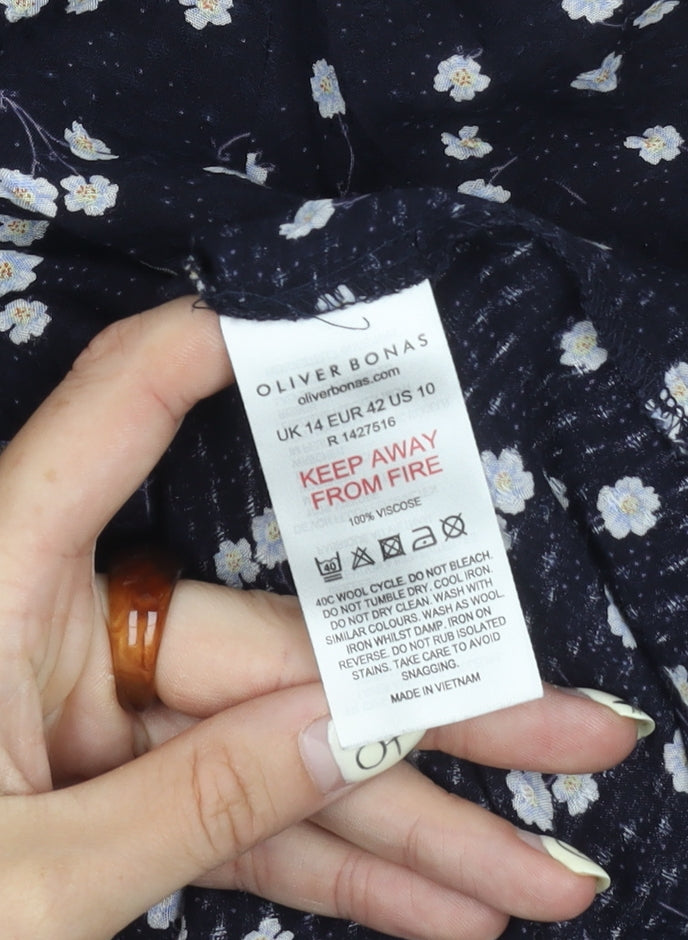 OLIVER BONAS
oliverbonas.com
UK 14 EUR 42 US 10
R 1427516
KEEP AWAY
FROM FIRE
100% VISCOSE
40
40C WOOL CYCLE. DO NOT BLEACH.
DO NOT TUMBLE DRY. COOL IRON.
DO NOT DRY CLEAN. WASH WITH
SIMILAR COLOURS. WASH AS WOOL.
IRON WHILST DAMP. IRON ON
REVERSE. DO NOT RUB ISOLATED
STAINS. TAKE CARE TO AVOID
SNAGGING.
MADE IN VIETNAM